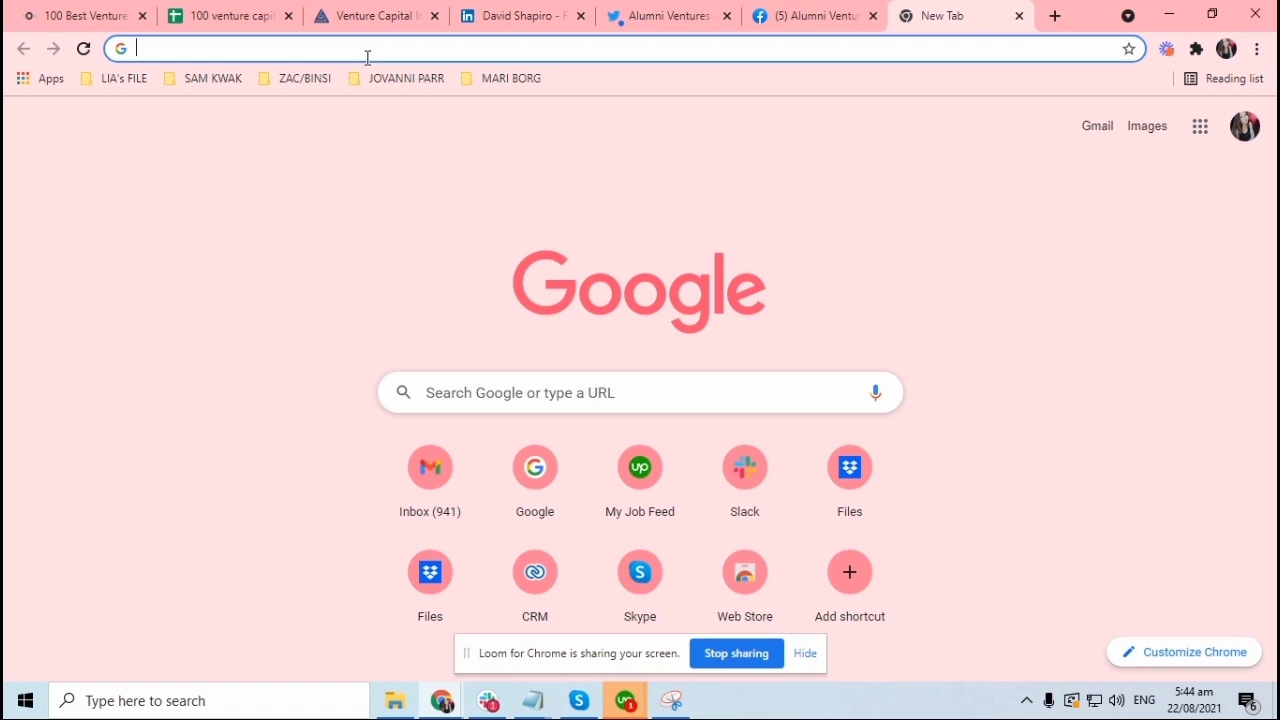 100 Best Venture
100 venture capi
Venture Capital In
David Shapiro - F
Alumni Ventures
(5) Alumni Ventur
New Tab
Apps
LIA's FILE
SAM KWAK
ZAC/BINSI
JOVANNI PARR
MARI BORG
Reading list
Gmail
Images
Google
Search Google or type a URL
Inbox (941)
Google
My Job Feed
Slack
Files
Files
CRM
Skype
Web Store
Add shortcut
Loom for Chrome is sharing your screen.
Stop sharing
Hide
Customize Chrome
Type here to search
ENG
5:44 am
22/08/2021
6